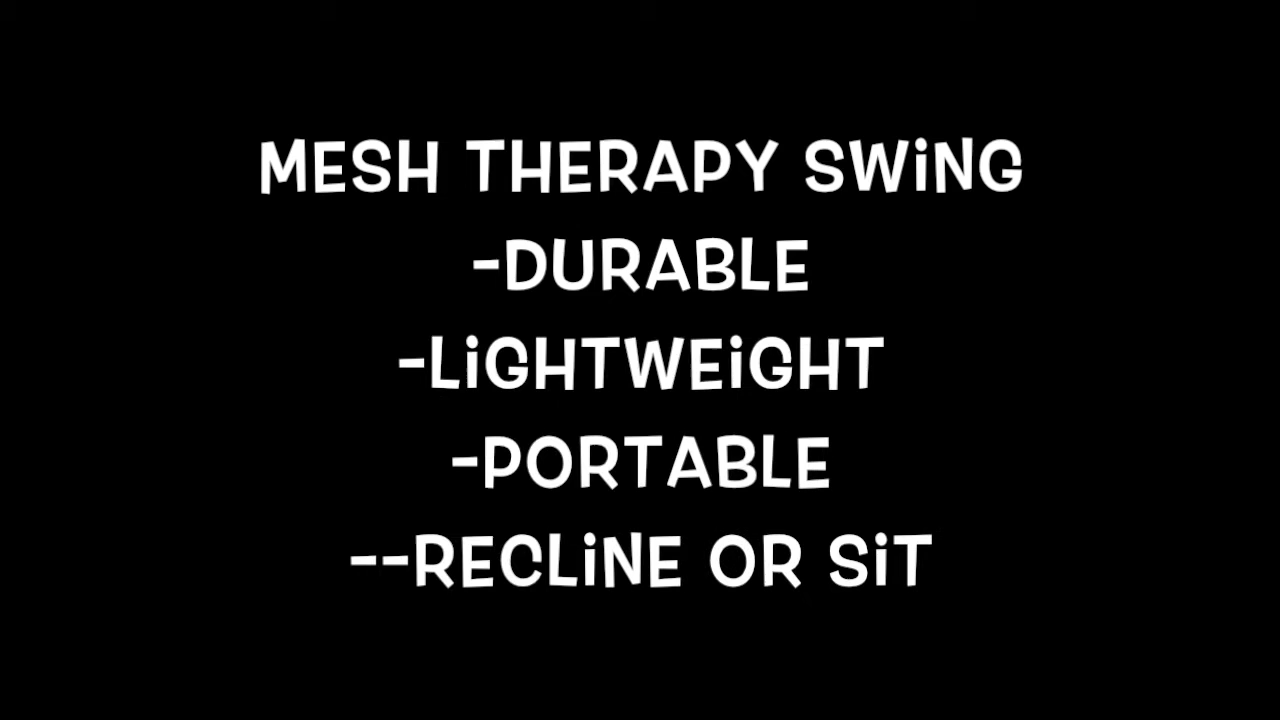 MESH THERAPY SWiNG
-DURABLE
-LiGHTWEiGHT
-PORTABLE
--RECLiNE OR SiT